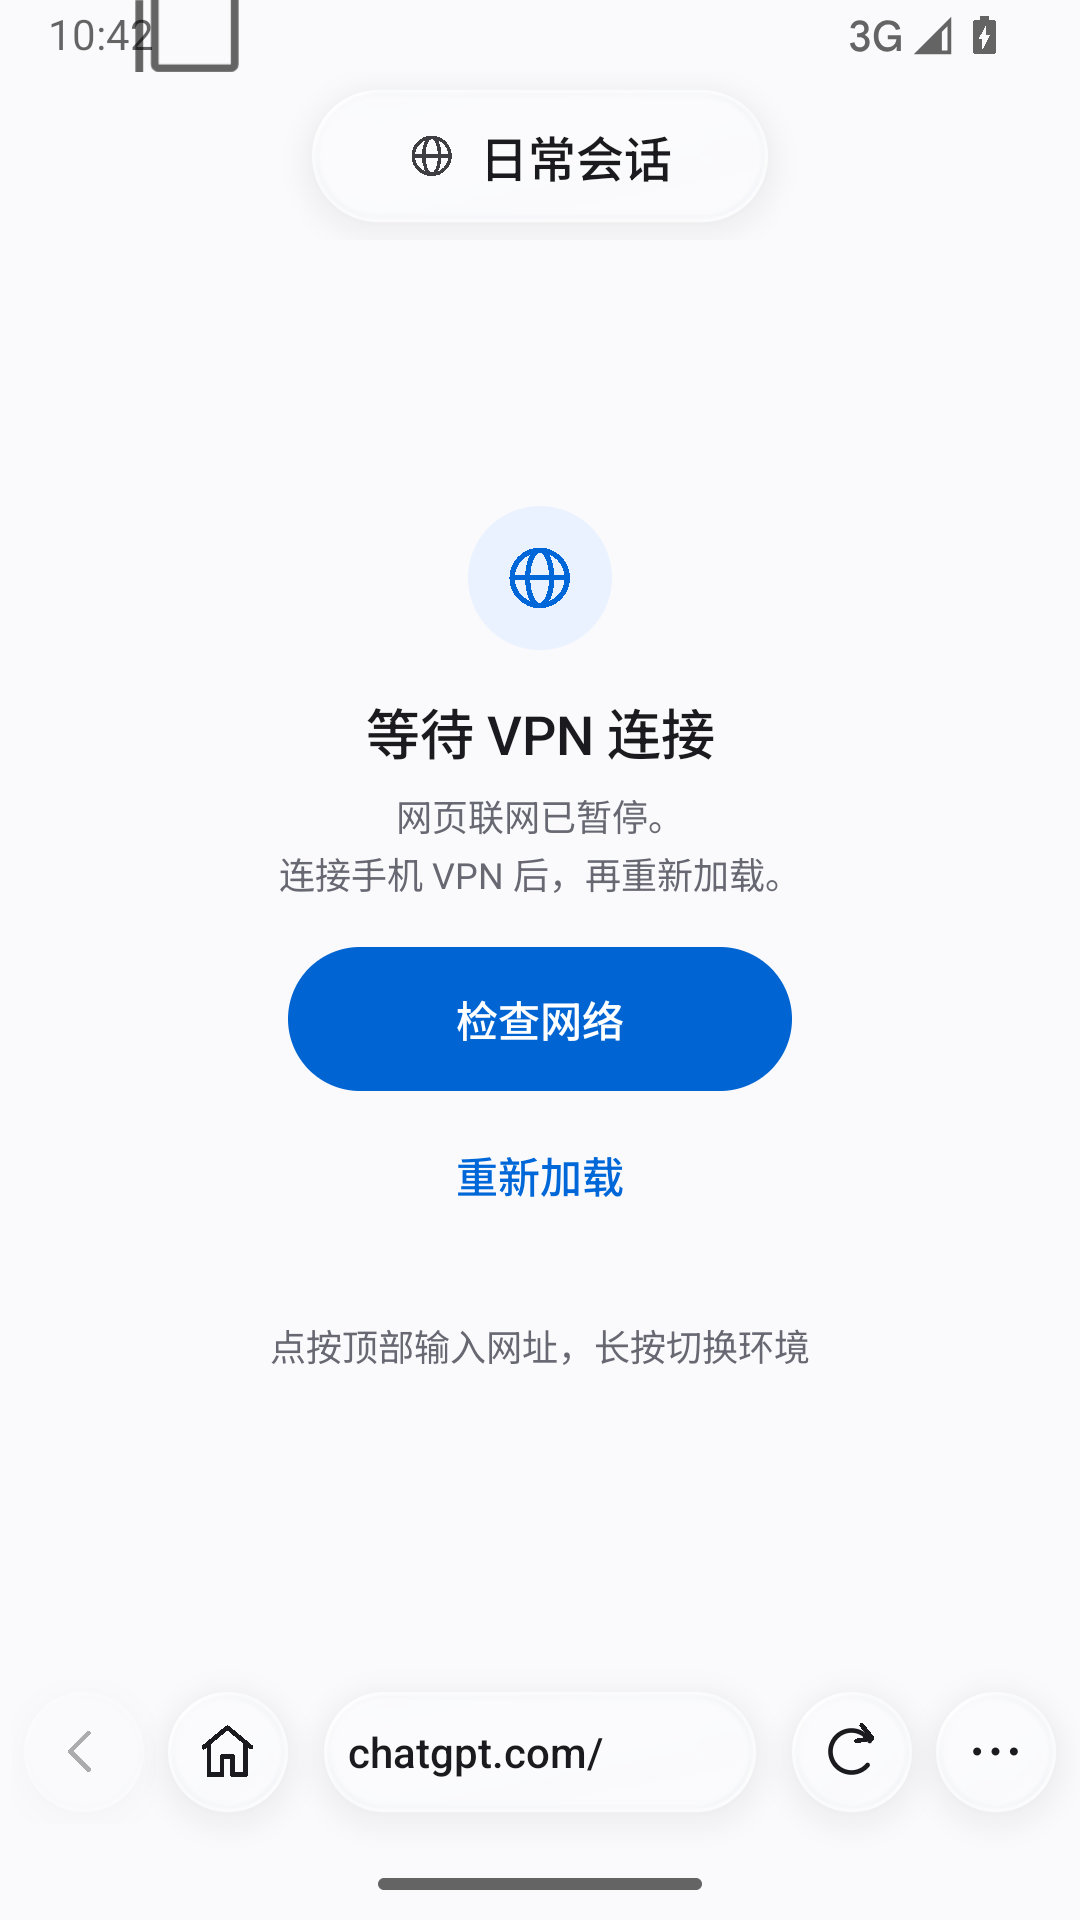 10:42
3G
日常会话
等待 VPN 连接
网页联网已暂停。
连接手机 VPN 后，再重新加载。
检查网络
重新加载
点按顶部输入网址，长按切换环境
chatgpt.com/